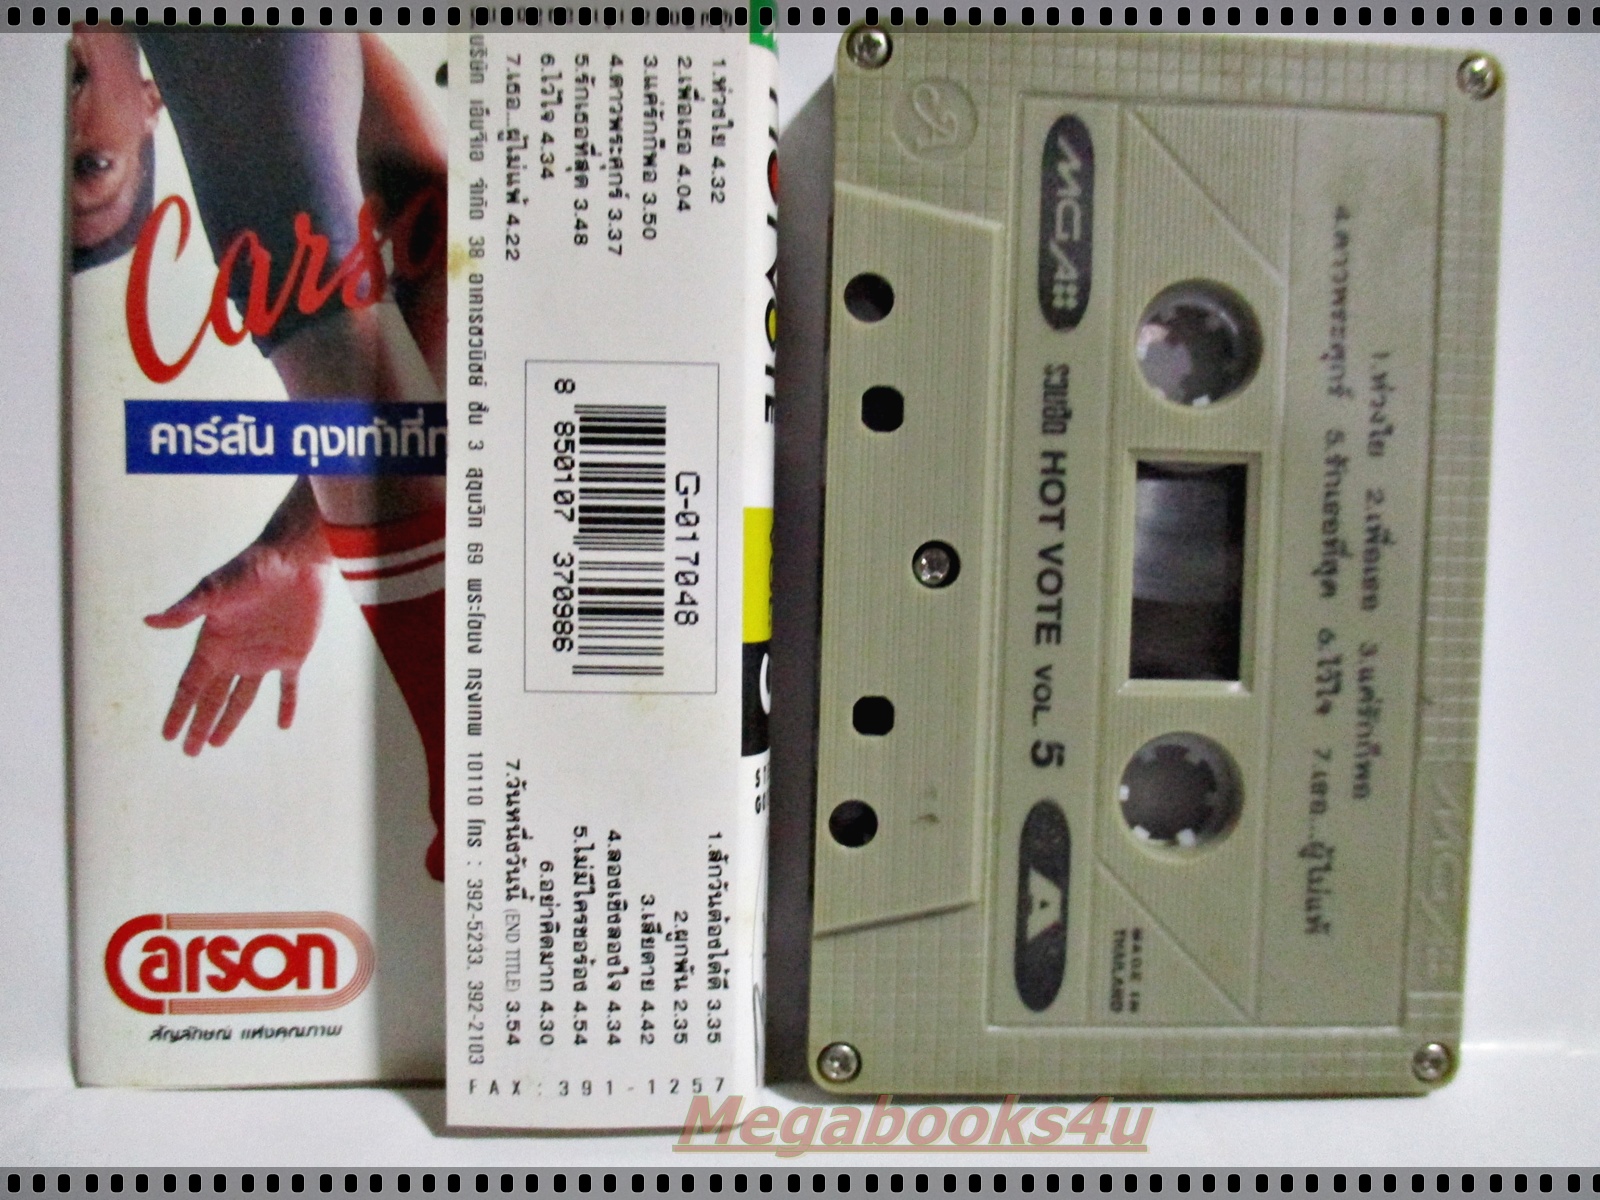 Carso
คาร์สัน ถุงเท้าที่ท
Carson
สัญลักษณ์ แห่งคุณภาพ
1.ห่วงใย 4.32
2.เพื่อเธอ 4.04
3.แค่รักก็พอ 3.50
4.ดาวพระศุกร์ 3.37
5.รักเธอที่สุด 3.48
6.ไว้ใจ 4.34
7.เธอ...ผู้ไม่แพ้ 4.22
G-017048
8 850107 370986
1.สักวันต้องได้ดี 3.35
2.ผูกพัน 2.35
3.เสียดาย 4.42
4.ลองเชิงลองใจ 4.34
5.ไม่มีใครขอร้อง 4.54
6.อย่าคิดมาก 4.30
7.วันหนึ่งวันนี้ (END TITLE) 3.54
บริษัท เอ็มจีเอ จำกัด 38 อาคารชวนิชย์ ชั้น 3 สุขุมวิท 69 พระโขนง กรุงเทพ 10110 โทร : 392-5233, 392-2103
FAX : 391-1257
HOT VOTE
5
MGA
รวมฮิต HOT VOTE VOL. 5
A
1.ห่วงใย 2.เพื่อเธอ 3.แค่รักก็พอ
4.ดาวพระศุกร์ 5.รักเธอที่สุด 6.ไว้ใจ 7.เธอ...ผู้ไม่แพ้
MADE IN
THAILAND
MGA
Megabooks4u